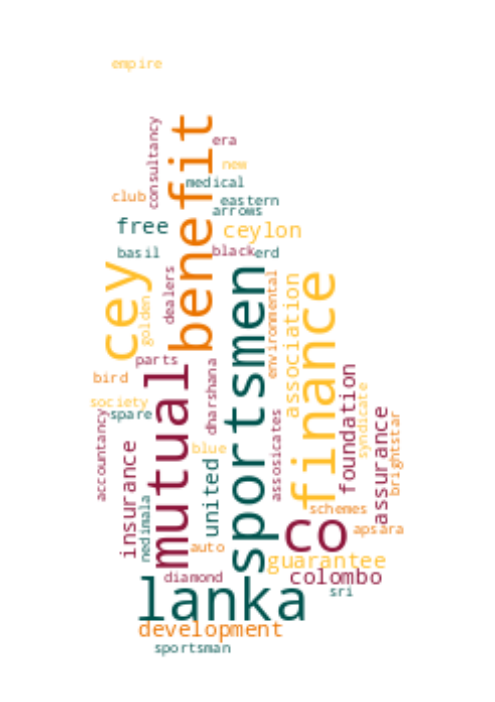 empire
consultancy
benefit
era
new
medical
club
eastern
arrows
free
ceylon
basil
black
erd
cey
golden
dealers
sportsmen
environmental
association
finance
parts
bird
mutual
dharshana
foundation
syndicate
society
spare
accountancy
assosicates
assurance
brightstar
insurance
blue
united
nedimala
schemes
co
apsara
auto
guarantee
diamond
colombo
lanka
sri
development
sportsman